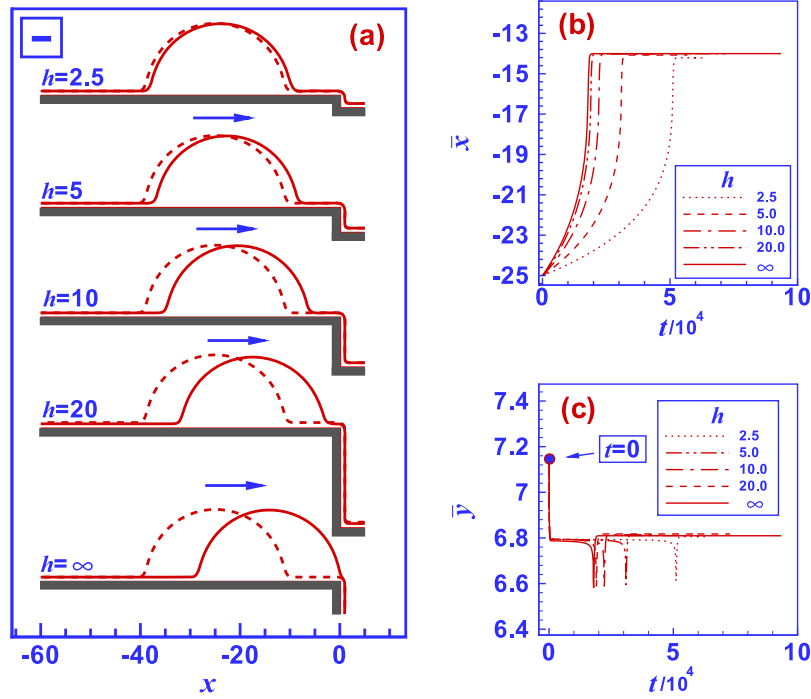 (a)
h=2.5
h=5
h=10
h=20
h=∞
-60 -40 -20 0
x
(b)
-13
-15
-17
-19
-21
-23
-25
x̄
h
2.5
5.0
10.0
20.0
∞
0 5 10
t/10⁴
(c)
7.4
7.2
7
6.8
6.6
6.4
ȳ
t=0
h
2.5
5.0
10.0
20.0
∞
0 5 10
t/10⁴